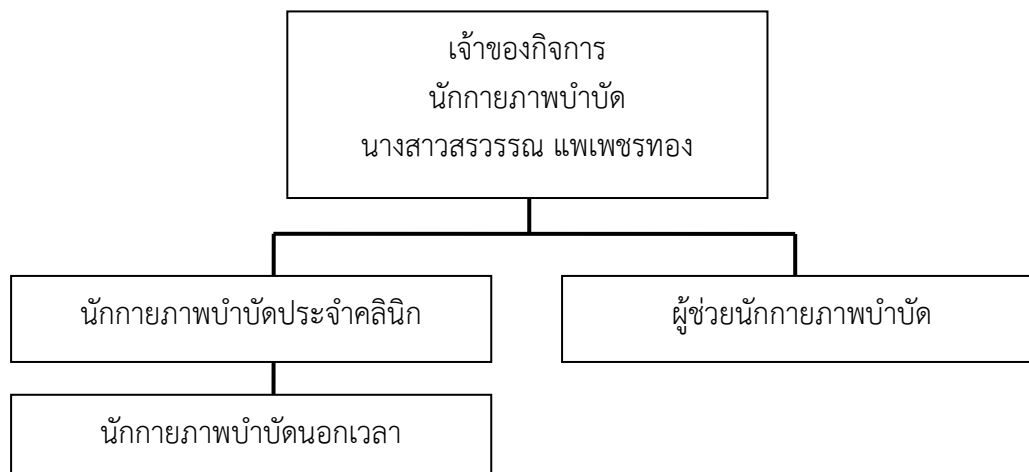 เจ้าของกิจการ
นักกายภาพบำบัด
นางสาวสรวรรณ แพเพชรทอง
นักกายภาพบำบัดประจำคลินิก
ผู้ช่วยนักกายภาพบำบัด
นักกายภาพบำบัดนอกเวลา